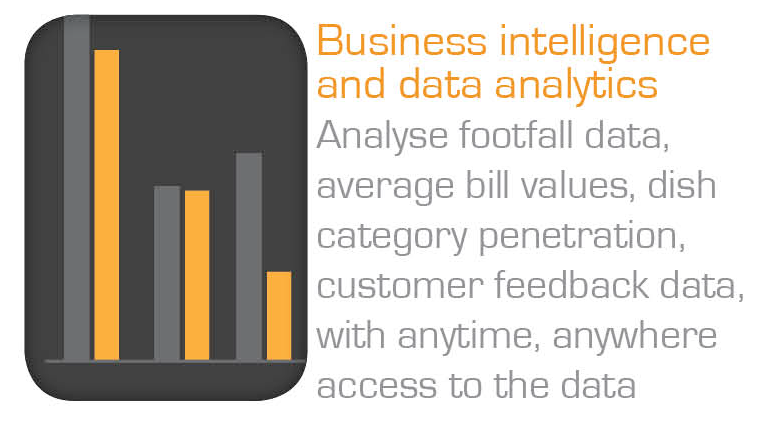 Business intelligence
and data analytics
Analyse footfall data,
average bill values, dish
category penetration,
customer feedback data,
with anytime, anywhere
access to the data